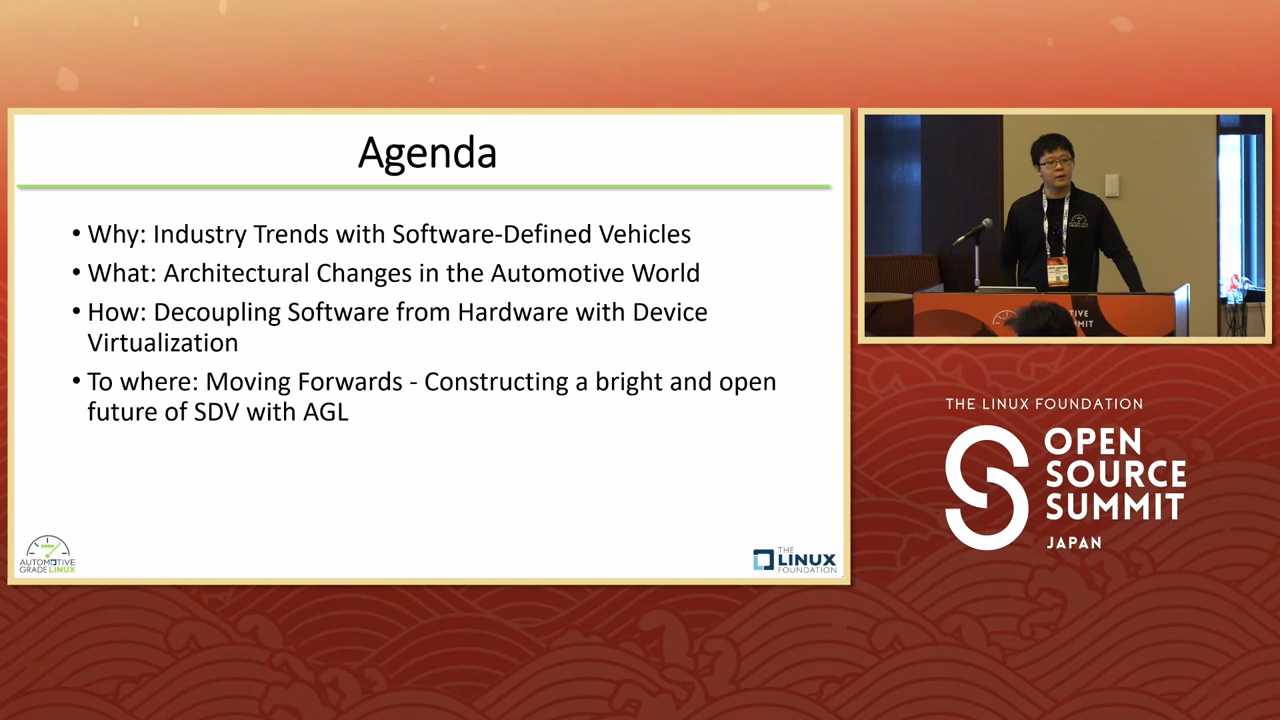 Agenda
• Why: Industry Trends with Software-Defined Vehicles
• What: Architectural Changes in the Automotive World
• How: Decoupling Software from Hardware with Device
Virtualization
• To where: Moving Forwards - Constructing a bright and open
future of SDV with AGL
AUTOMOTIVE
GRADELINUX
THE
LINUX
FOUNDATION
THE LINUX FOUNDATION
OPEN
SOURCE
SUMMIT
JAPAN